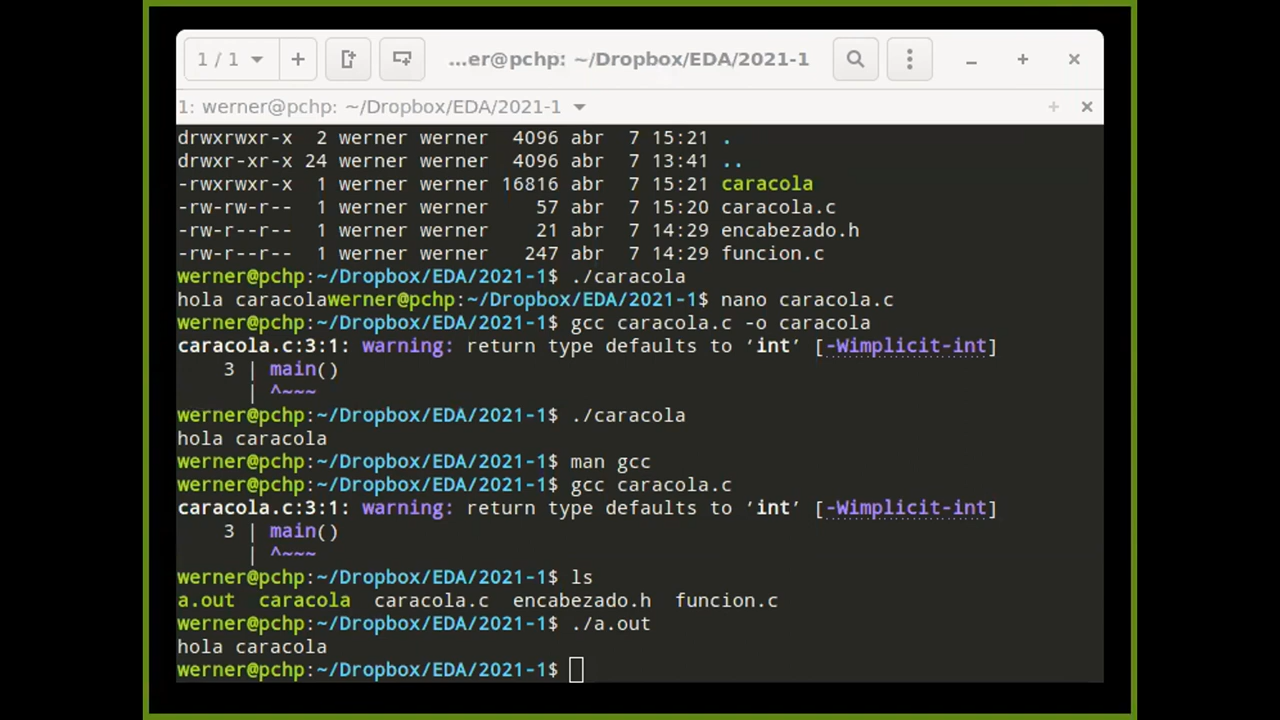 1 / 1
...er@pchp: ~/Dropbox/EDA/2021-1
1: werner@pchp: ~/Dropbox/EDA/2021-1
drwxrwxr-x  2 werner werner  4096 abr  7 15:21 .
drwxr-xr-x 24 werner werner  4096 abr  7 13:41 ..
-rwxrwxr-x  1 werner werner 16816 abr  7 15:21 caracola
-rw-rw-r--  1 werner werner    57 abr  7 15:20 caracola.c
-rw-r--r--  1 werner werner    21 abr  7 14:29 encabezado.h
-rw-r--r--  1 werner werner   247 abr  7 14:29 funcion.c
werner@pchp:~/Dropbox/EDA/2021-1$ ./caracola
hola caracolawerner@pchp:~/Dropbox/EDA/2021-1$ nano caracola.c
werner@pchp:~/Dropbox/EDA/2021-1$ gcc caracola.c -o caracola
caracola.c:3:1: warning: return type defaults to ‘int’ [-Wimplicit-int]
    3 | main()
      | ^~~~
werner@pchp:~/Dropbox/EDA/2021-1$ ./caracola
hola caracola
werner@pchp:~/Dropbox/EDA/2021-1$ man gcc
werner@pchp:~/Dropbox/EDA/2021-1$ gcc caracola.c
caracola.c:3:1: warning: return type defaults to ‘int’ [-Wimplicit-int]
    3 | main()
      | ^~~~
werner@pchp:~/Dropbox/EDA/2021-1$ ls
a.out  caracola  caracola.c  encabezado.h  funcion.c
werner@pchp:~/Dropbox/EDA/2021-1$ ./a.out
hola caracola
werner@pchp:~/Dropbox/EDA/2021-1$